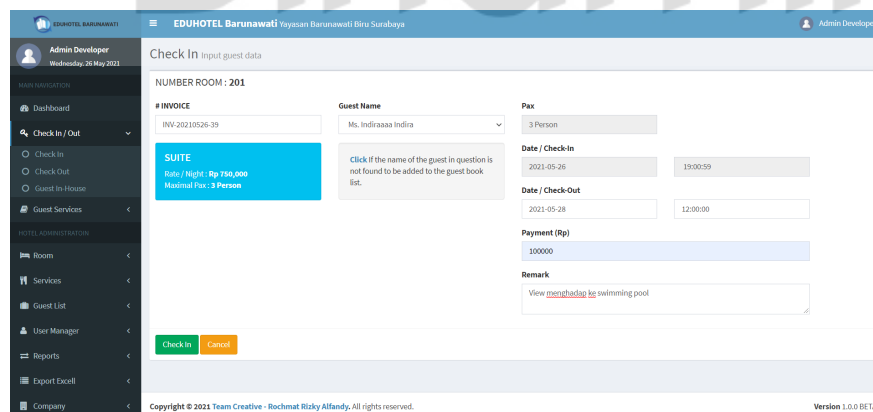 EDUHOTEL BARUNAWATI
EDUHOTEL Barunawati Yayasan Barunawati Biru Surabaya
Admin Develope
Admin Developer
Wednesday, 26 May 2021
MAIN NAVIGATION
Dashboard
Check In / Out
Check In
Check Out
Guest In-House
Guest Services
HOTEL ADMINISTRATOIN
Room
Services
Guest List
User Manager
Reports
Export Excell
Company
Check In Input guest data
NUMBER ROOM : 201
# INVOICE
INV-20210526-39
SUITE
Rate / Night : Rp 750,000
Maximal Pax : 3 Person
Guest Name
Ms. Indiraaaa Indira
Click If the name of the guest in question is
not found to be added to the guest book
list.
Pax
3 Person
Date / Check-In
2021-05-26 19:00:59
Date / Check-Out
2021-05-28 12:00:00
Payment (Rp)
100000
Remark
View menghadap ke swimming pool
Check In Cancel
Copyright © 2021 Team Creative - Rochmat Rizky Alfandy. All rights reserved.
Version 1.0.0 BET